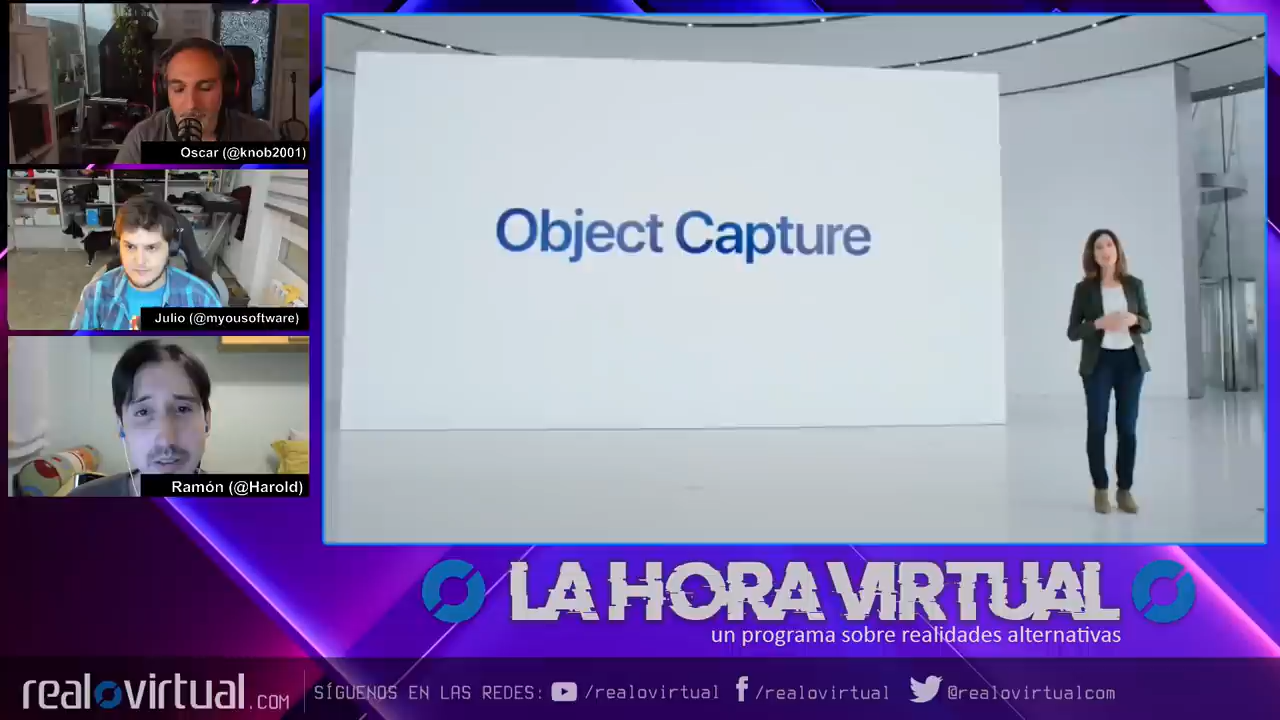 Oscar (@knob2001)
Julio (@myousoftware)
Ramón (@Harold)
Object Capture
LA HORA VIRTUAL
un programa sobre realidades alternativas
realovirtual.com
SÍGUENOS EN LAS REDES: /realovirtual /realovirtual @realovirtualcom